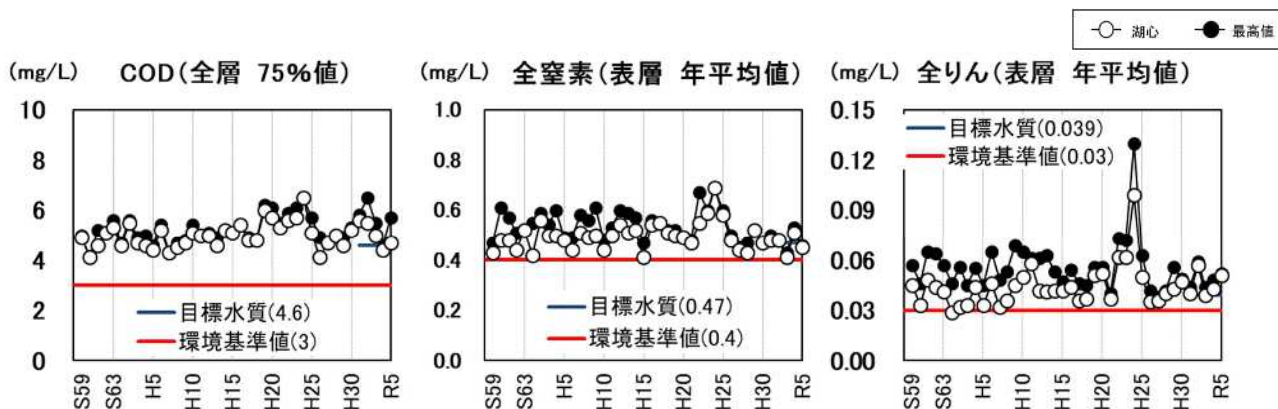 湖心 最高値
(mg/L) COD(全層 75%値)
10
8
6
4
2
0
目標水質(4.6)
環境基準値(3)
S59 S63 H5 H10 H15 H20 H25 H30 R5
(mg/L) 全窒素(表層 年平均値)
1.0
0.8
0.6
0.4
0.2
0.0
目標水質(0.47)
環境基準値(0.4)
S59 S63 H5 H10 H15 H20 H25 H30 R5
(mg/L) 全りん(表層 年平均値)
0.15
0.12
0.09
0.06
0.03
0.00
目標水質(0.039)
環境基準値(0.03)
S59 S63 H5 H10 H15 H20 H25 H30 R5